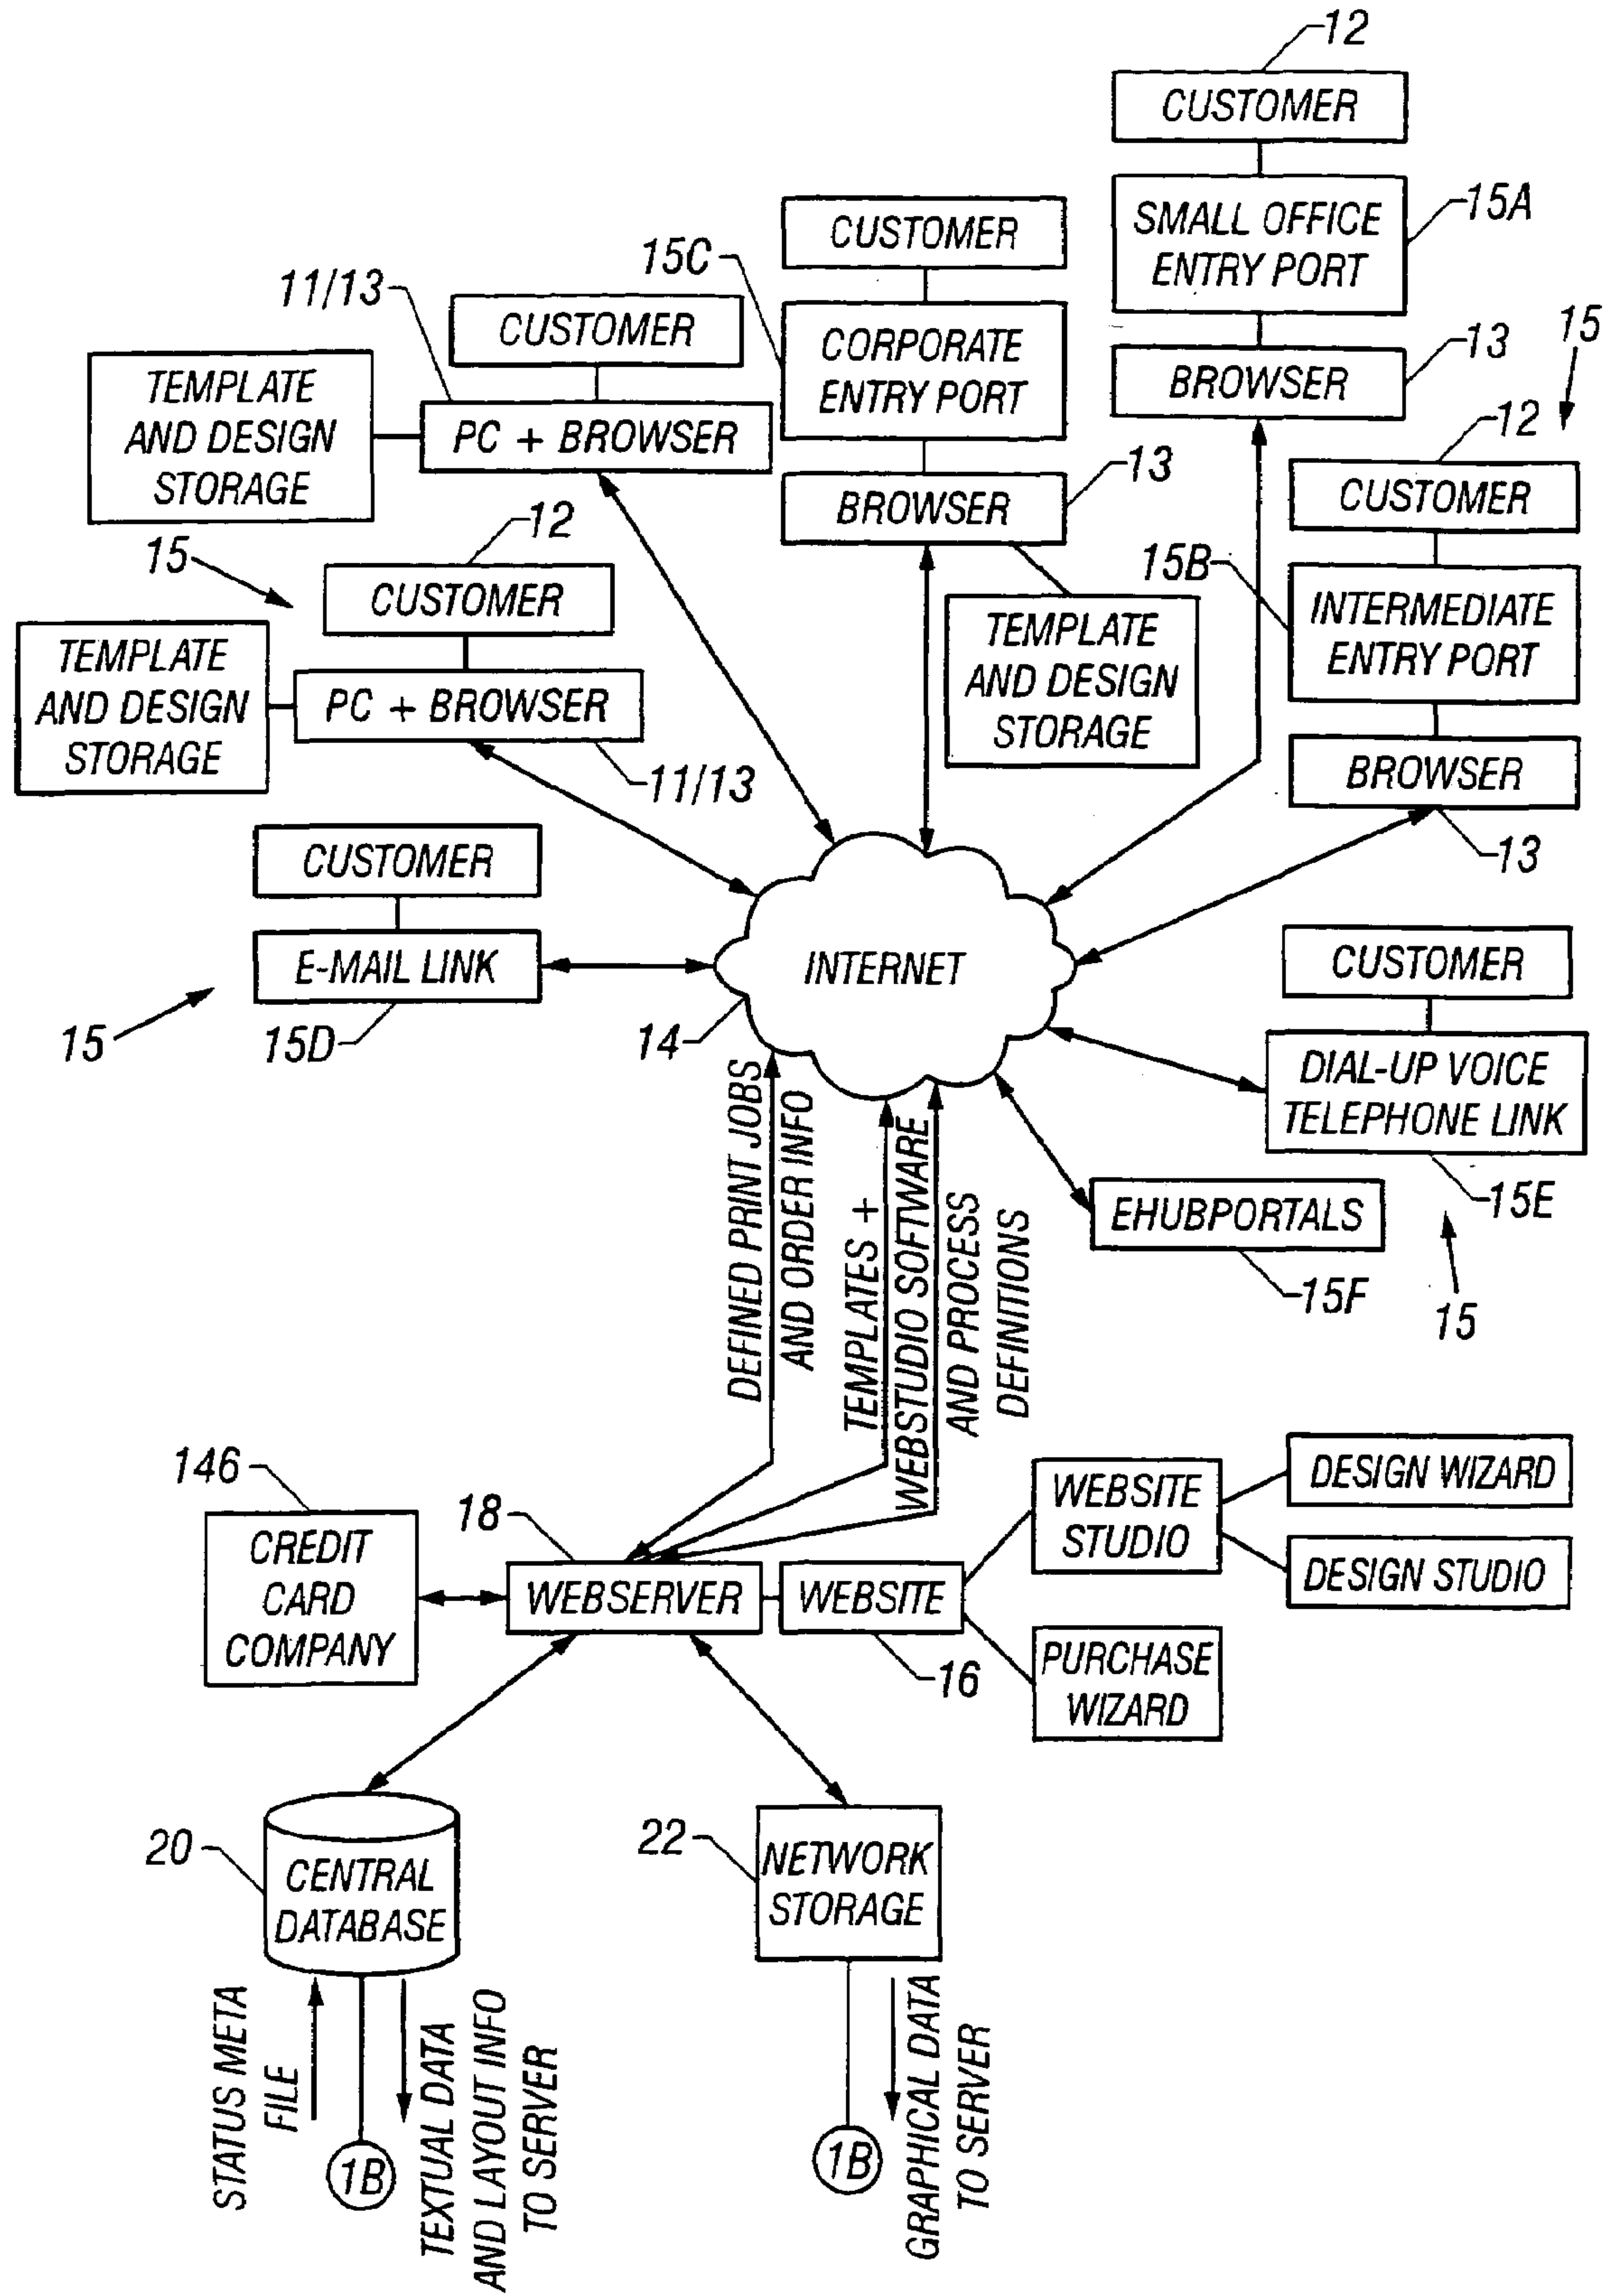 12
CUSTOMER
SMALL OFFICE
ENTRY PORT
15A
BROWSER
13
CUSTOMER
15C
CORPORATE
ENTRY PORT
BROWSER
13
TEMPLATE
AND DESIGN
STORAGE
11/13
CUSTOMER
PC + BROWSER
TEMPLATE
AND DESIGN
STORAGE
15
12
CUSTOMER
INTERMEDIATE
ENTRY PORT
15B
BROWSER
13
15
12
CUSTOMER
PC + BROWSER
11/13
TEMPLATE
AND DESIGN
STORAGE
CUSTOMER
E-MAIL LINK
15D
15
INTERNET
14
CUSTOMER
DIAL-UP VOICE
TELEPHONE LINK
15E
EHUBPORTALS
15F
15
DEFINED PRINT JOBS
AND ORDER INFO
TEMPLATES +
WEBSTUDIO SOFTWARE
AND PROCESS
DEFINITIONS
146
CREDIT
CARD
COMPANY
18
WEBSERVER
WEBSITE
16
WEBSITE
STUDIO
DESIGN WIZARD
DESIGN STUDIO
PURCHASE
WIZARD
20
CENTRAL
DATABASE
22
NETWORK
STORAGE
STATUS META
FILE
1B
TEXTUAL DATA
AND LAYOUT INFO
TO SERVER
1B
GRAPHICAL DATA
TO SERVER